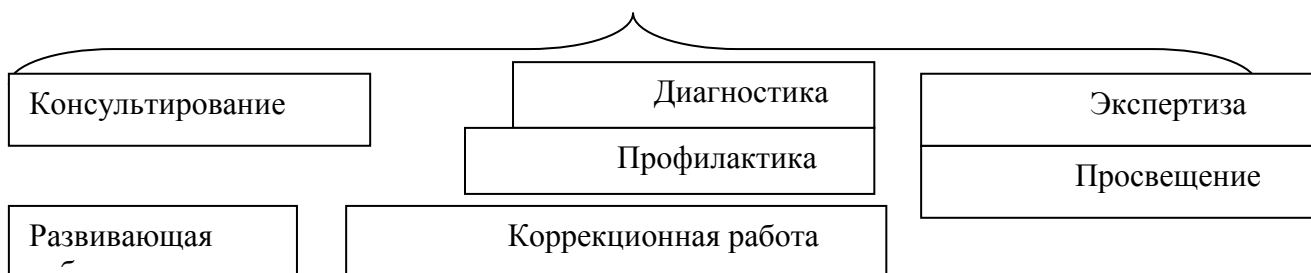 Консультирование
Диагностика
Экспертиза
Профилактика
Просвещение
Развивающая
Коррекционная работа